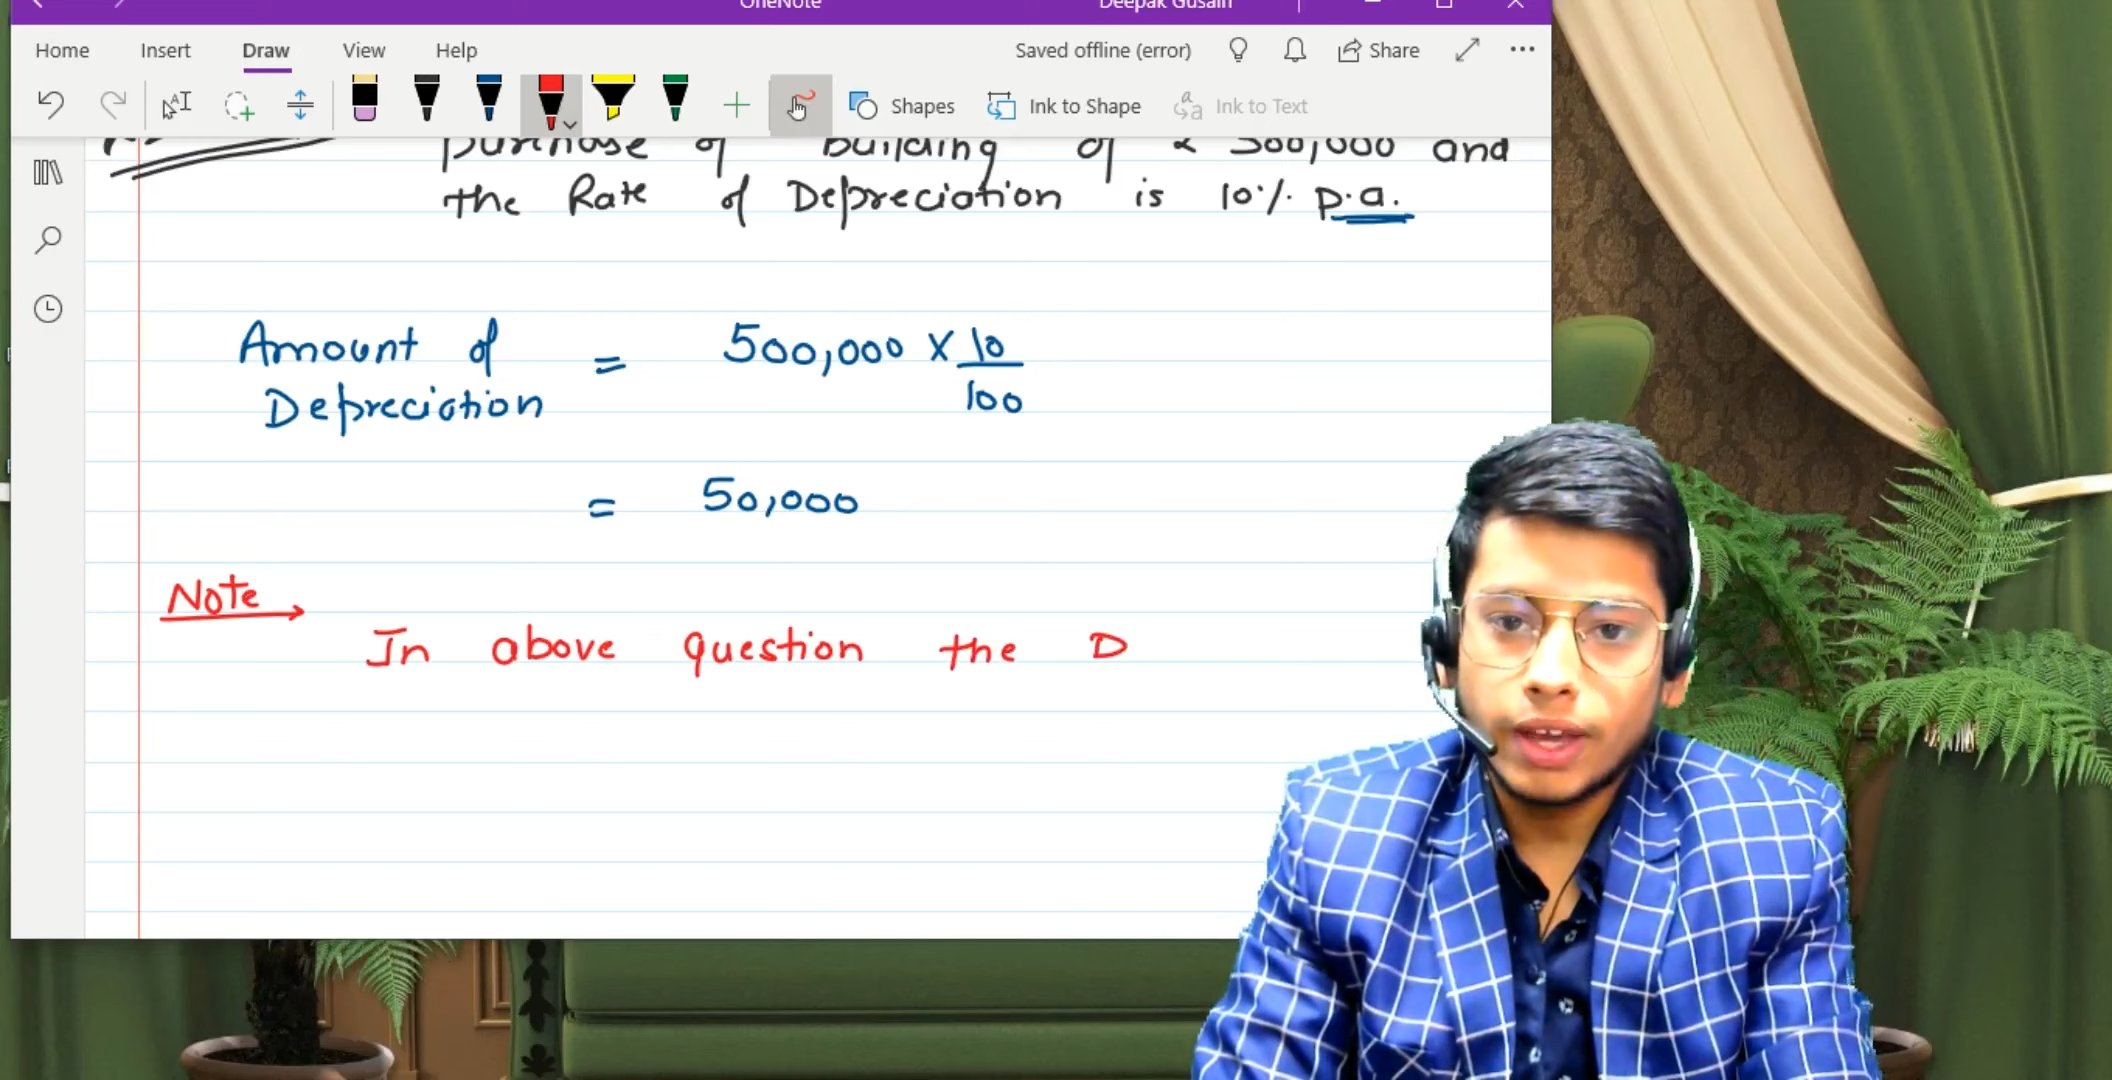 OneNote
Deepak Gusain
Home Insert Draw View Help Saved offline (error) Share
Shapes Ink to Shape Ink to Text
purchase of Building of ₹ 500,000 and
the Rate of Depreciation is 10% p.a.
Amount of
Depreciation = 500,000 × 10/100
= 50,000
Note
In above question the D